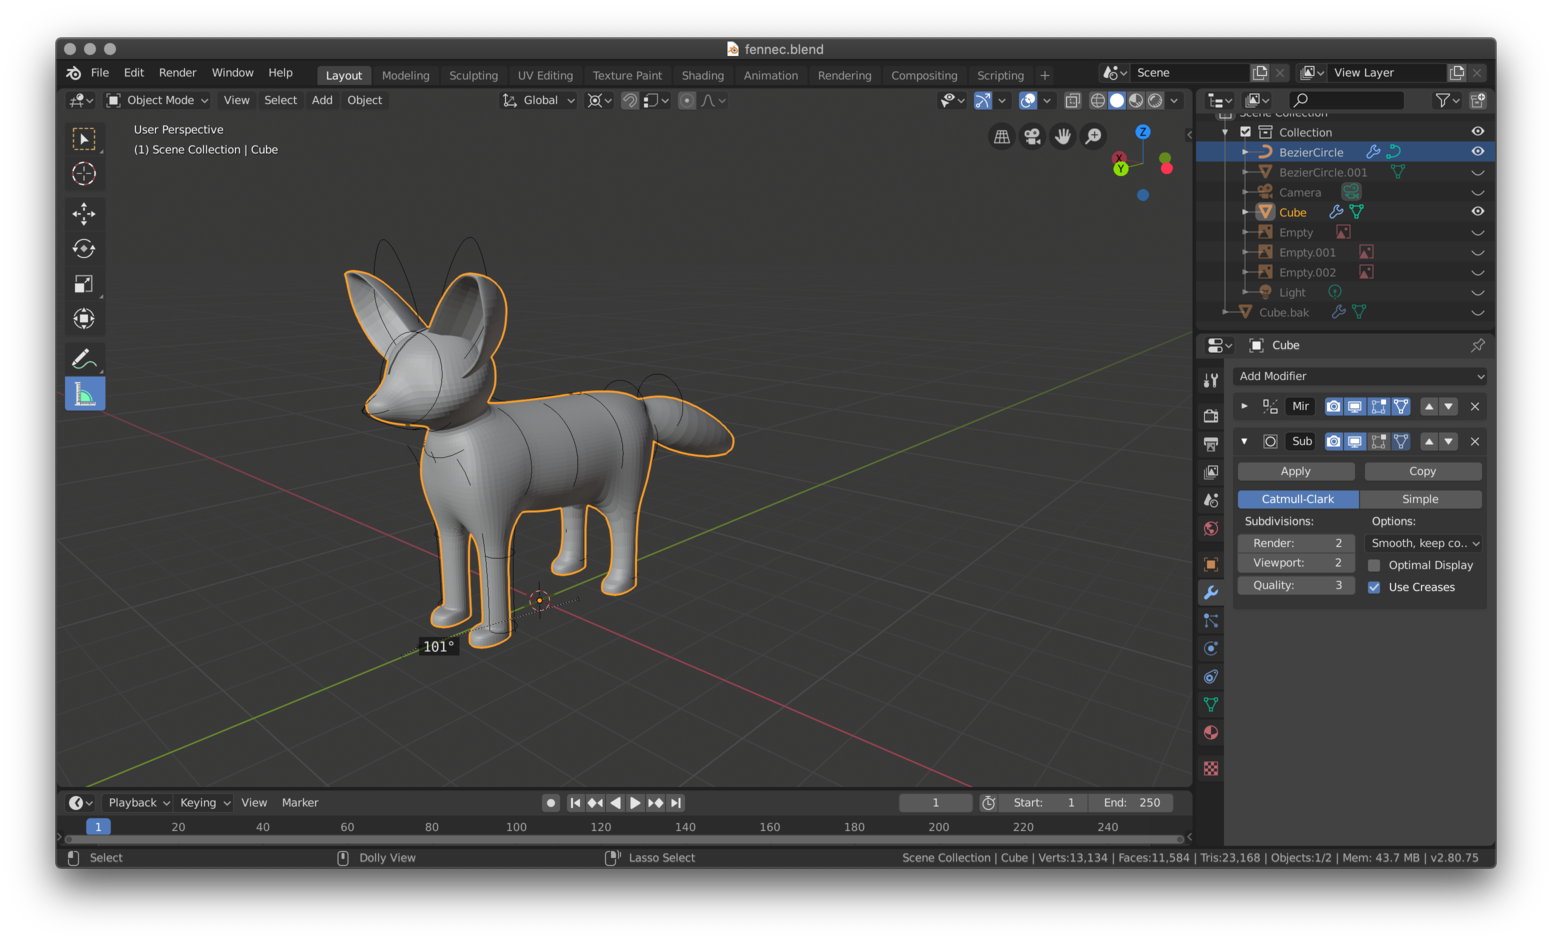 fennec.blend
File Edit Render Window Help Layout Modeling Sculpting UV Editing Texture Paint Shading Animation Rendering Compositing Scripting + Scene View Layer
Object Mode View Select Add Object Global
User Perspective
(1) Scene Collection | Cube
Z
X
Y
101°
Scene Collection
Collection
BezierCircle
BezierCircle.001
Camera
Cube
Empty
Empty.001
Empty.002
Light
Cube.bak
Cube
Add Modifier
Mir
Sub
Apply Copy
Catmull-Clark Simple
Subdivisions: Options:
Render: 2 Smooth, keep co..
Viewport: 2 Optimal Display
Quality: 3 Use Creases
Playback Keying View Marker 1 Start: 1 End: 250
1 20 40 60 80 100 120 140 160 180 200 220 240
Select Dolly View Lasso Select Scene Collection | Cube | Verts:13,134 | Faces:11,584 | Tris:23,168 | Objects:1/2 | Mem: 43.7 MB | v2.80.75